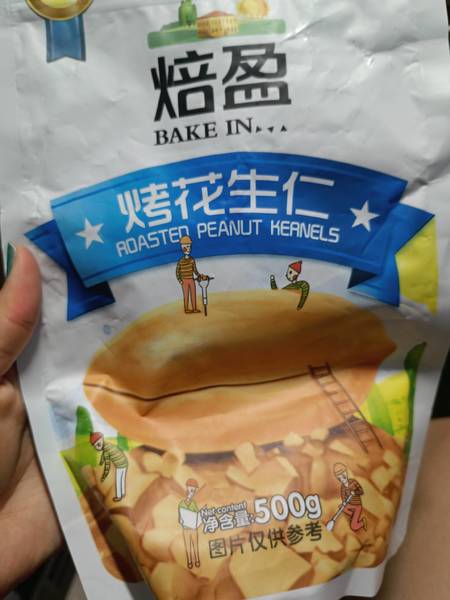 焙盈
BAKE IN
烤花生仁
ROASTED PEANUT KERNELS
Net content
净含量:500g
图片仅供参考